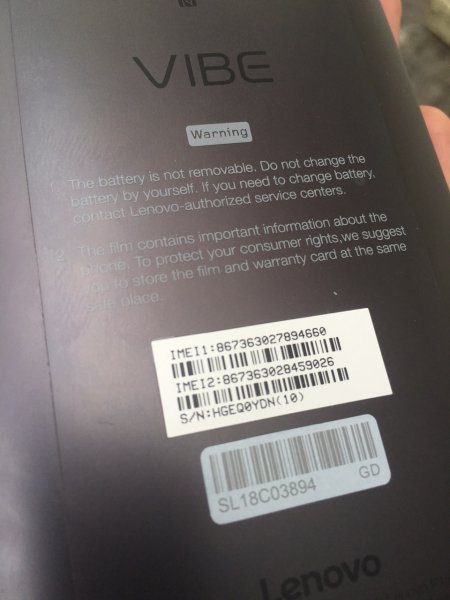 VIBE
Warning
1. The battery is not removable. Do not change the
battery by yourself. If you need to change battery,
contact Lenovo-authorized service centers.
2. The film contains important information about the
phone. To protect your consumer rights,we suggest
you to store the film and warranty card at the same
safe place.
IMEI1:867363027894660
IMEI2:867363028459026
S/N:HGEQ0YDN(10)
SL18C03894 GD
Lenovo